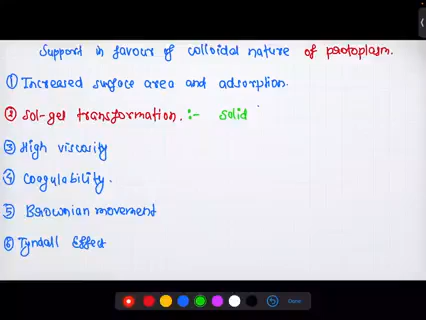 Support in favour of colloidal nature of protoplasm.
① Increased surface area and adsorption.
② Sol-gel transformation. :- solid
③ High viscosity
④ Coagulability.
⑤ Brownian movement
⑥ Tyndall Effect
Done